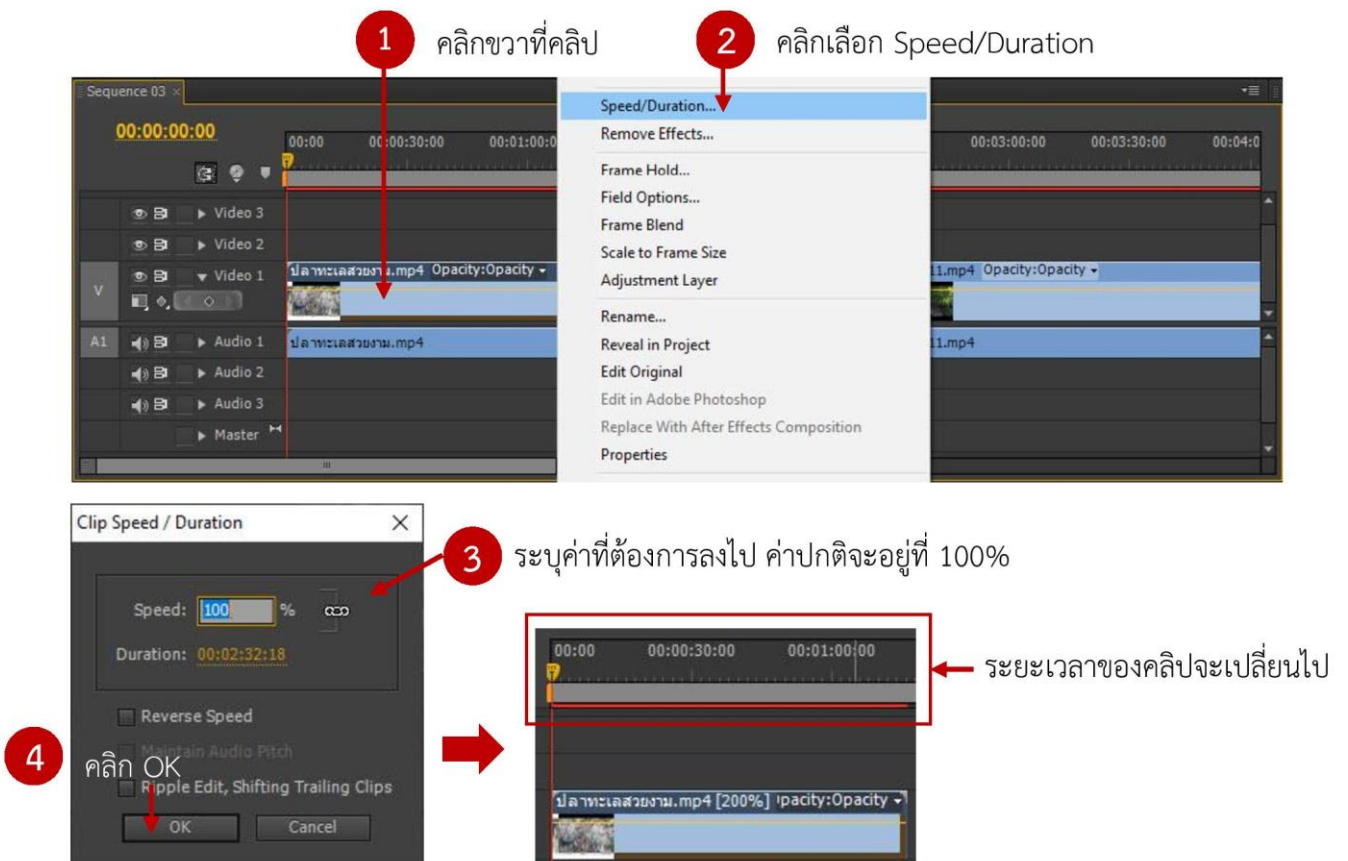 1 คลิกขวาที่คลิป
2 คลิกเลือก Speed/Duration
Sequence 03 ×
00:00:00:00
00:00 00:00:30:00 00:01:00:0
00:03:00:00 00:03:30:00 00:04:0
Speed/Duration...
Remove Effects...
Frame Hold...
Field Options...
Frame Blend
Scale to Frame Size
Adjustment Layer
Rename...
Reveal in Project
Edit Original
Edit in Adobe Photoshop
Replace With After Effects Composition
Properties
Video 3
Video 2
V Video 1
ปลาทะเลสวยงาม.mp4 Opacity:Opacity
11.mp4 Opacity:Opacity
A1 Audio 1
ปลาทะเลสวยงาม.mp4
11.mp4
Audio 2
Audio 3
Master
Clip Speed / Duration
3 ระบุค่าที่ต้องการลงไป ค่าปกติจะอยู่ที่ 100%
Speed: 100 %
Duration: 00:02:32:18
Reverse Speed
Maintain Audio Pitch
4 คลิก OK
Ripple Edit, Shifting Trailing Clips
OK Cancel
00:00 00:00:30:00 00:01:00:00
ระยะเวลาของคลิปจะเปลี่ยนไป
ปลาทะเลสวยงาม.mp4 [200%] pacity:Opacity